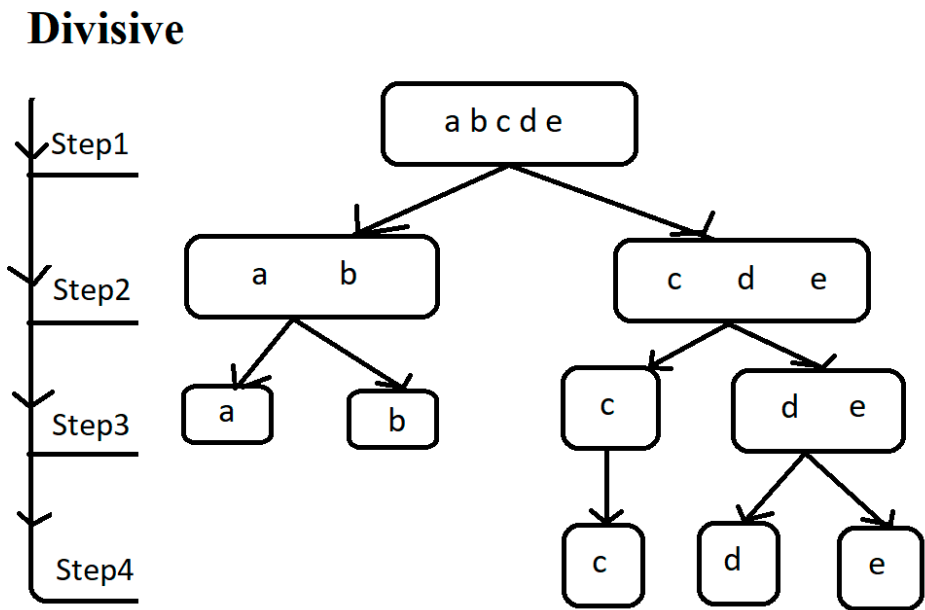 Divisive
Step1
a b c d e
Step2
a b
c d e
Step3
a
b
c
d e
Step4
c
d
e